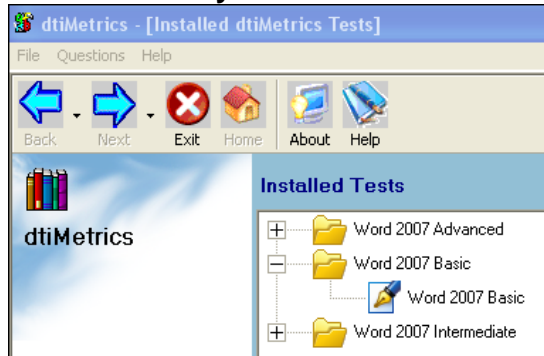 dtiMetrics - [Installed dtiMetrics Tests]
File Questions Help
Back Next Exit Home About Help
dtiMetrics
Installed Tests
Word 2007 Advanced
Word 2007 Basic
Word 2007 Basic
Word 2007 Intermediate